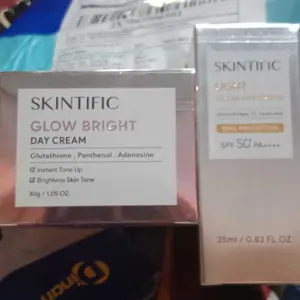 SKINTIFIC
GLOW BRIGHT
DAY CREAM
Glutathione . Panthenol . Adenosine
☑ Instant Tone Up
☑ Brightens Skin Tone
30g / 1.05 OZ.
SKINTIFIC
LIGHT
SPF 50+ PA++++
25ml / 0.83 FL.OZ